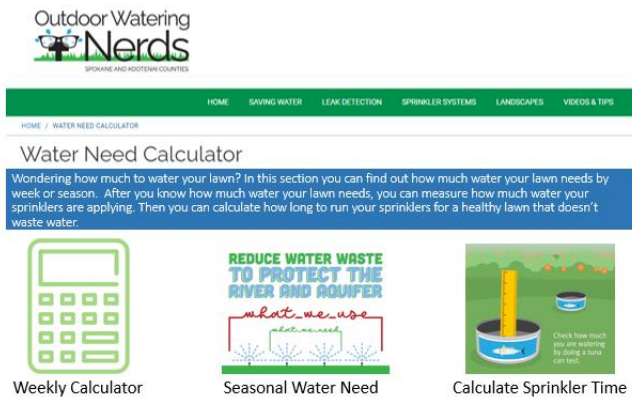 Outdoor Watering
Nerds
SPOKANE AND KOOTENAI COUNTIES
HOME SAVING WATER LEAK DETECTION SPRINKLER SYSTEMS LANDSCAPES VIDEOS & TIPS
HOME / WATER NEED CALCULATOR
Water Need Calculator
Wondering how much to water your lawn? In this section you can find out how much water your lawn needs by
week or season. After you know how much water your lawn needs, you can measure how much water your
sprinklers are applying. Then you can calculate how long to run your sprinklers for a healthy lawn that doesn't
waste water.
REDUCE WATER WASTE
TO PROTECT THE
RIVER AND AQUIFER
what we use
what we need
Check how much
you are watering
by doing a tuna
can test.
Weekly Calculator
Seasonal Water Need
Calculate Sprinkler Time